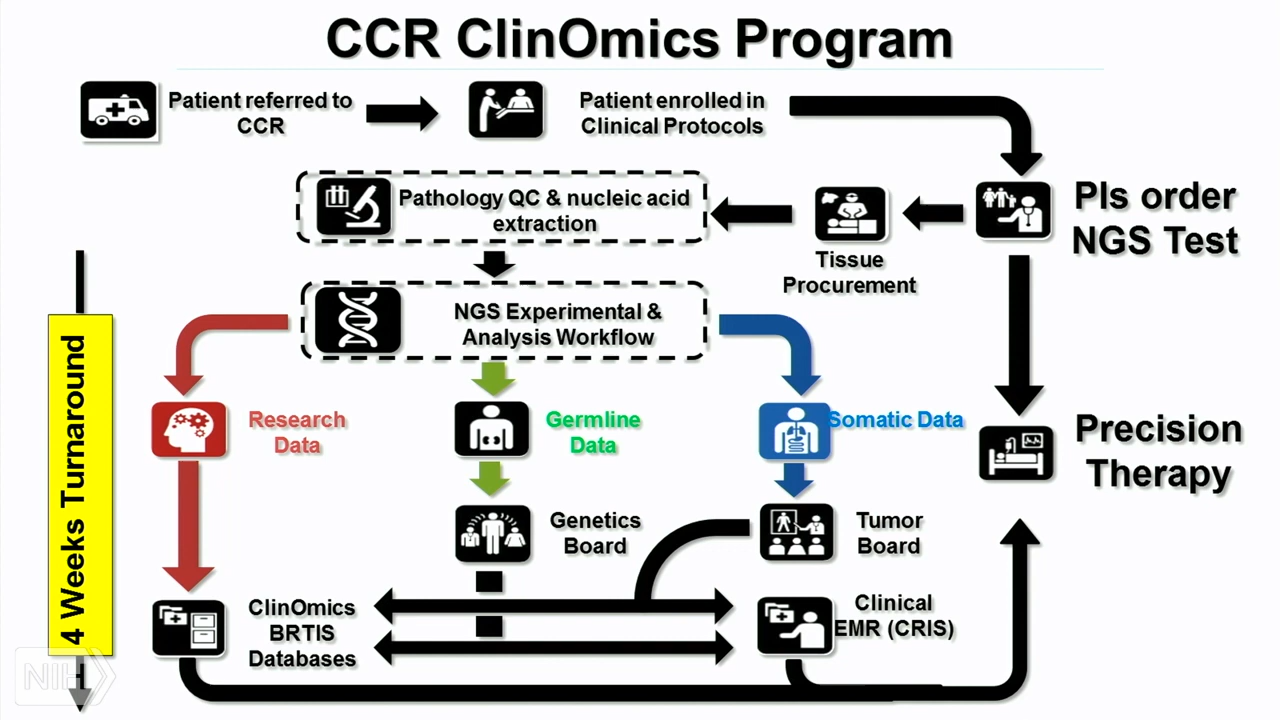 CCR ClinOmics Program
Patient referred to
CCR
Patient enrolled in
Clinical Protocols
Pathology QC & nucleic acid
extraction
Tissue
Procurement
PIs order
NGS Test
NGS Experimental &
Analysis Workflow
4 Weeks Turnaround
Research
Data
Germline
Data
Somatic Data
Precision
Therapy
Genetics
Board
Tumor
Board
ClinOmics
BRTIS
Databases
Clinical
EMR (CRIS)
NIH